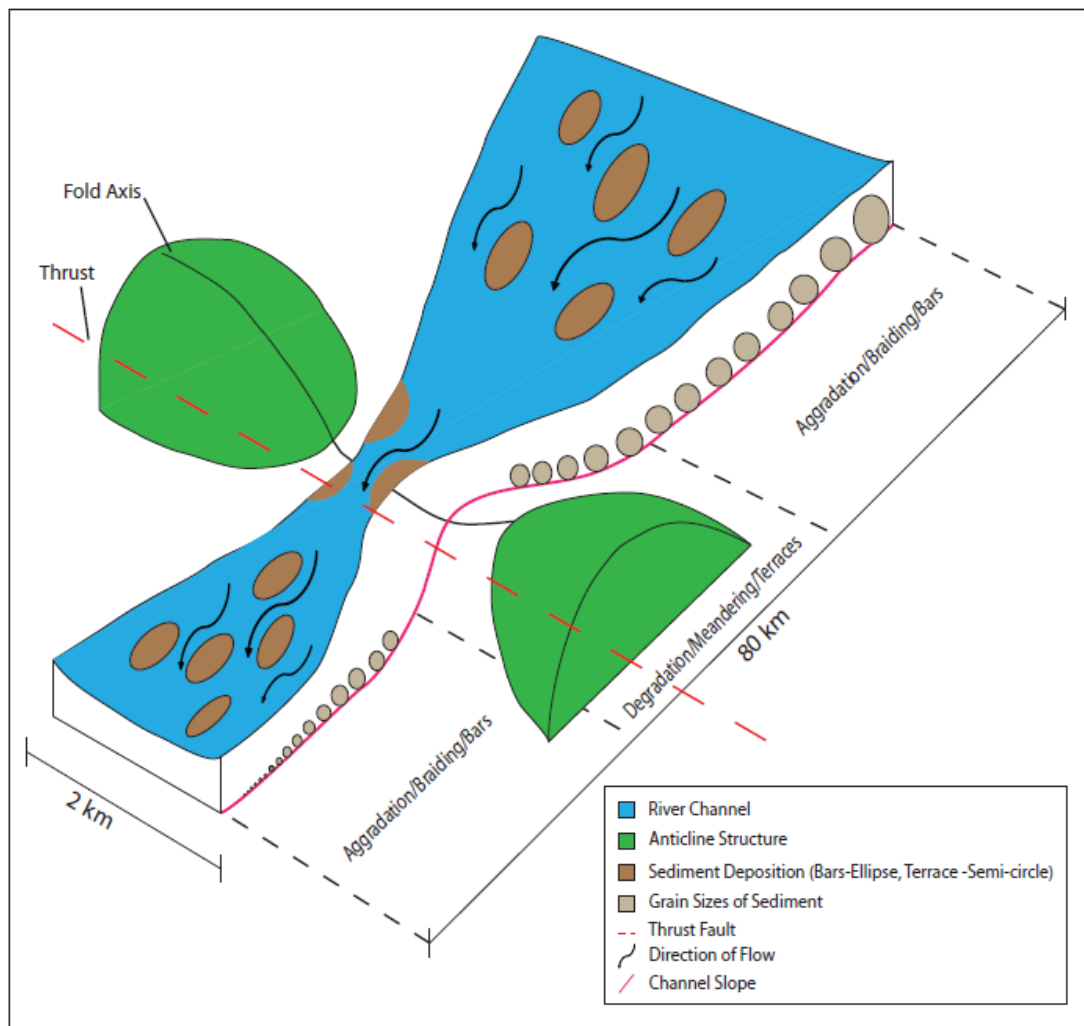 Fold Axis
Thrust
Aggradation/Braiding/Bars
Degradation/Meandering/Terraces
80 km
Aggradation/Braiding/Bars
2 km
River Channel
Anticline Structure
Sediment Deposition (Bars-Ellipse, Terrace -Semi-circle)
Grain Sizes of Sediment
Thrust Fault
Direction of Flow
Channel Slope